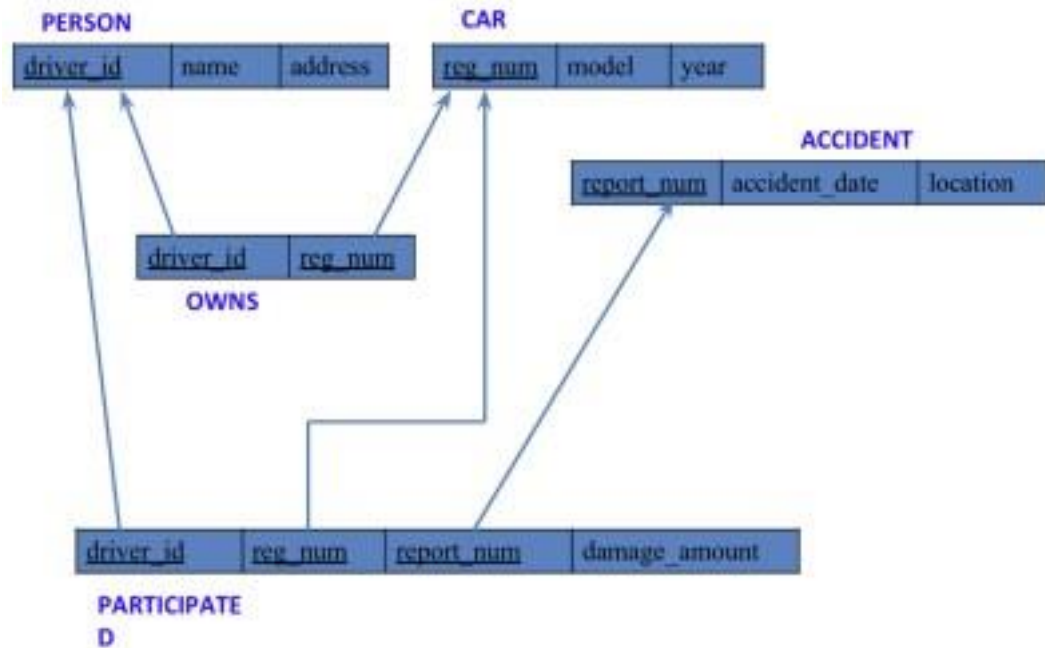 PERSON
CAR
driver_id name address
reg_num model year
ACCIDENT
report_num accident_date location
driver_id reg_num
OWNS
driver_id reg_num report_num damage_amount
PARTICIPATE
D